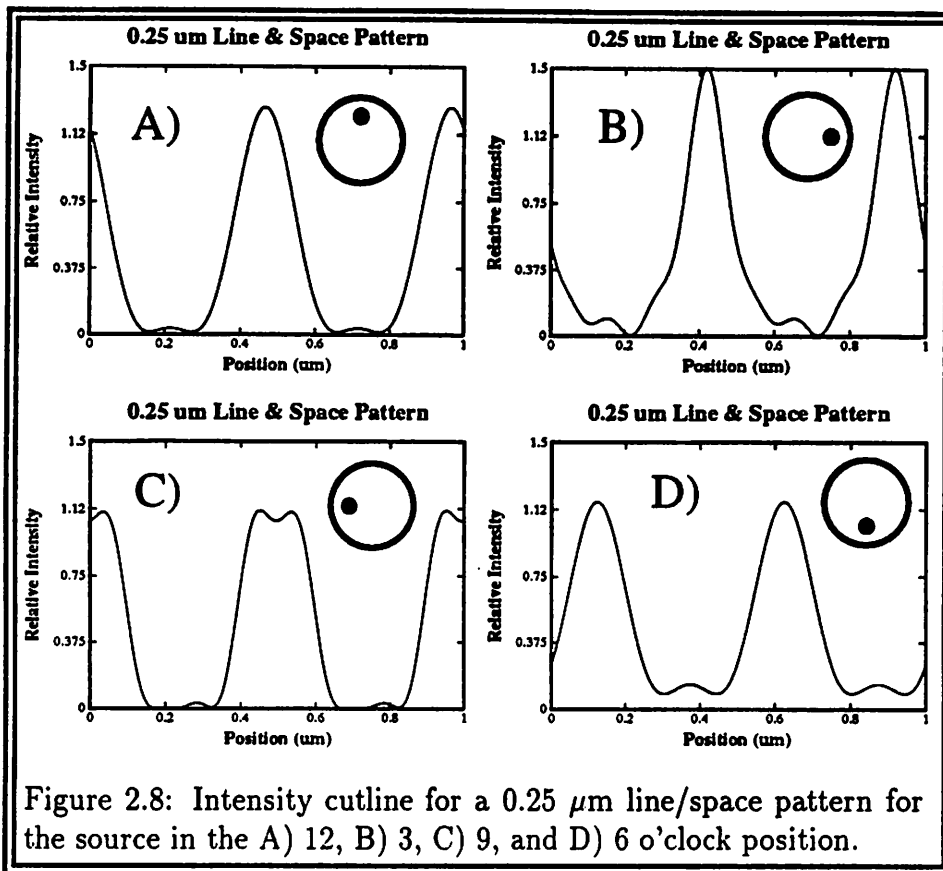 0.25 um Line & Space Pattern
A)
Relative Intensity
1.5
1.12
0.75
0.375
0
0 0.2 0.4 0.6 0.8 1
Position (um)
0.25 um Line & Space Pattern
B)
Relative Intensity
1.5
1.12
0.75
0.375
0
0 0.2 0.4 0.6 0.8 1
Position (um)
0.25 um Line & Space Pattern
C)
Relative Intensity
1.5
1.12
0.75
0.375
0
0 0.2 0.4 0.6 0.8 1
Position (um)
0.25 um Line & Space Pattern
D)
Relative Intensity
1.5
1.12
0.75
0.375
0
0 0.2 0.4 0.6 0.8 1
Position (um)
Figure 2.8: Intensity cutline for a 0.25 μm line/space pattern for
the source in the A) 12, B) 3, C) 9, and D) 6 o'clock position.